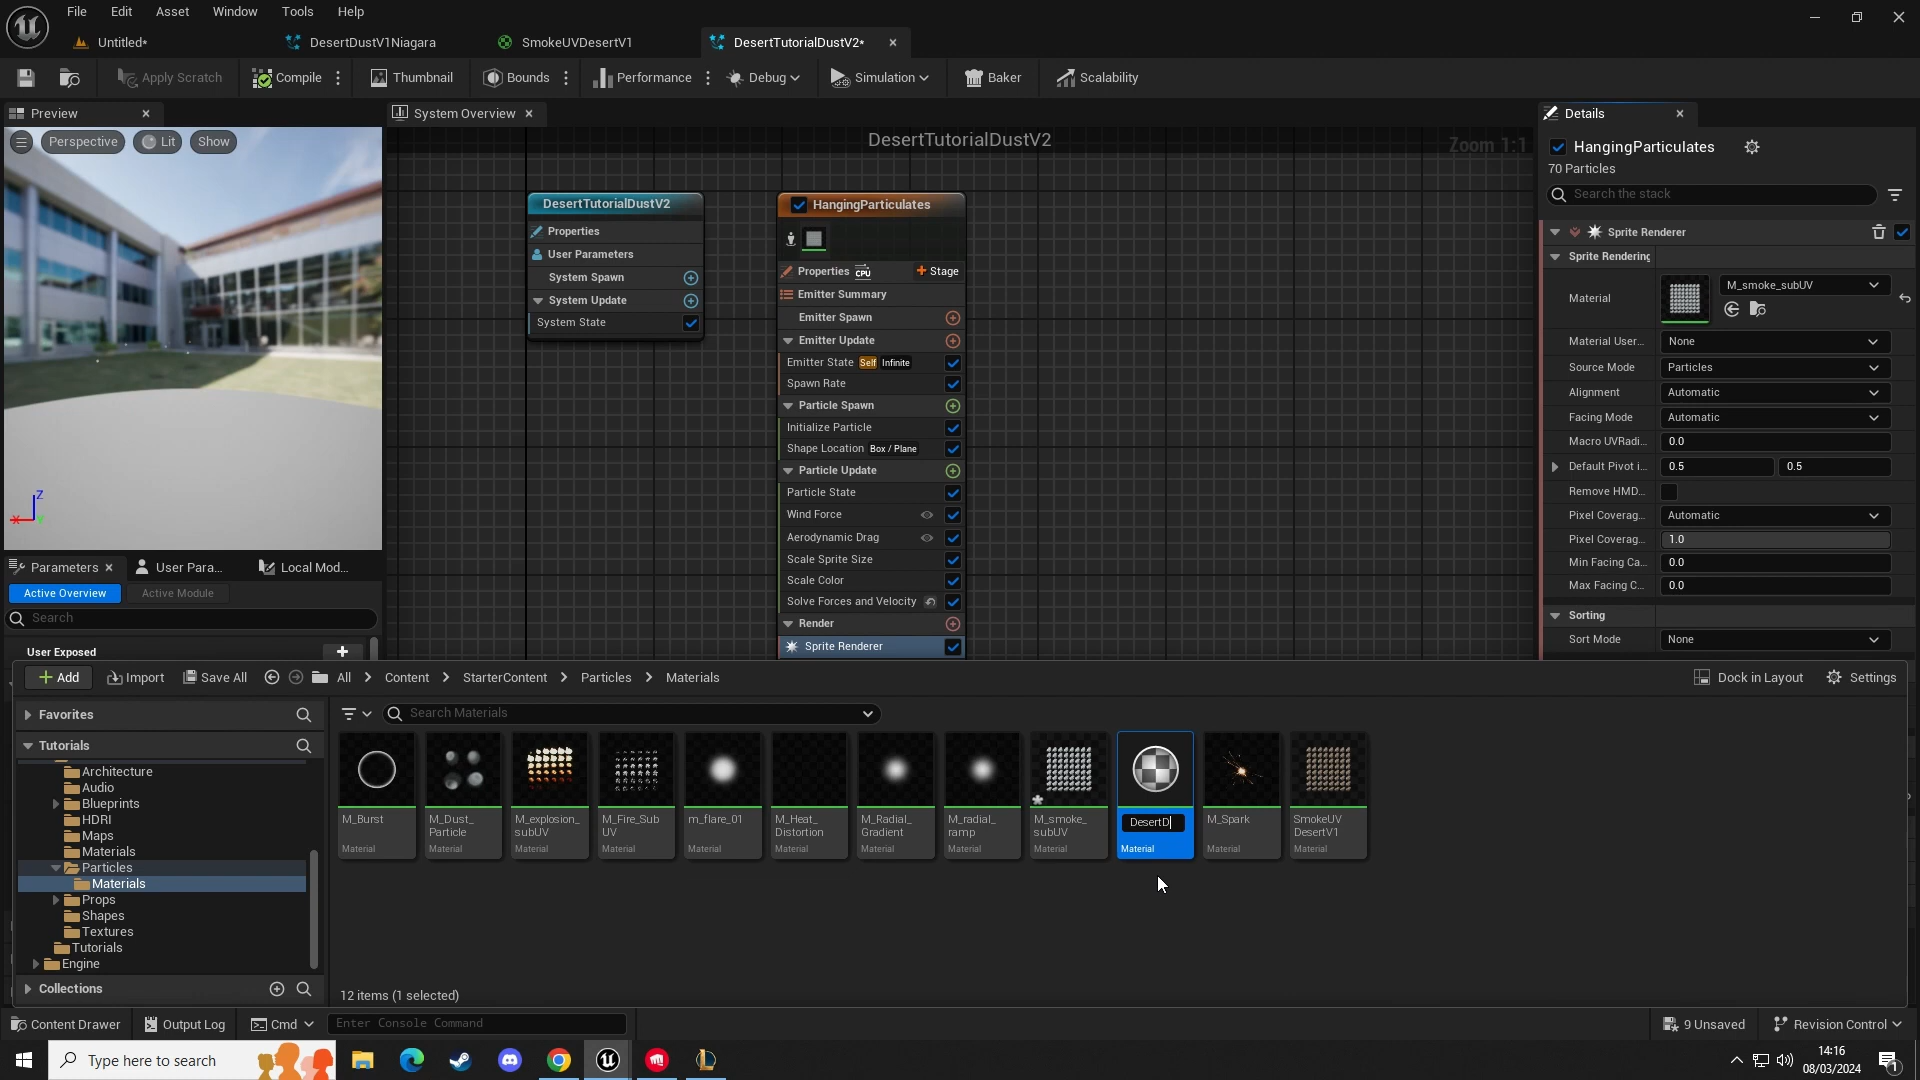 File Edit Asset Window Tools Help
Untitled* DesertDustV1Niagara SmokeUVDesertV1 DesertTutorialDustV2*
Apply Scratch Compile Thumbnail Bounds Performance Debug Simulation Baker Scalability
Preview
Perspective Lit Show
Z
X
Y
Parameters User Para... Local Mod...
Active Overview Active Module
Search
User Exposed
System Overview
DesertTutorialDustV2
Zoom 1:1
DesertTutorialDustV2
Properties
User Parameters
System Spawn
System Update
System State
HangingParticulates
Properties CPU Stage
Emitter Summary
Emitter Spawn
Emitter Update
Emitter State Self Infinite
Spawn Rate
Particle Spawn
Initialize Particle
Shape Location Box / Plane
Particle Update
Particle State
Wind Force
Aerodynamic Drag
Scale Sprite Size
Scale Color
Solve Forces and Velocity
Render
Sprite Renderer
Details
HangingParticulates
70 Particles
Search the stack
Sprite Renderer
Sprite Rendering
Material M_smoke_subUV
Material User... None
Source Mode Particles
Alignment Automatic
Facing Mode Automatic
Macro UVRadi... 0.0
Default Pivot i... 0.5 0.5
Remove HMD...
Pixel Coverag... Automatic
Pixel Coverag... 1.0
Min Facing Ca... 0.0
Max Facing C... 0.0
Sorting
Sort Mode None
Add Import Save All All Content StarterContent Particles Materials
Dock in Layout Settings
Favorites
Tutorials
Architecture
Audio
Blueprints
HDRI
Maps
Materials
Particles
Materials
Props
Shapes
Textures
Tutorials
Engine
Collections
Search Materials
M_Burst
Material
M_Dust_
Particle
Material
M_explosion_
subUV
Material
M_Fire_Sub
UV
Material
m_flare_01
Material
M_Heat_
Distortion
Material
M_Radial_
Gradient
Material
M_radial_
ramp
Material
M_smoke_
subUV
Material
DesertD
Material
M_Spark
Material
SmokeUV
DesertV1
Material
12 items (1 selected)
Content Drawer Output Log Cmd Enter Console Command
9 Unsaved Revision Control
Type here to search
14:16
08/03/2024
1